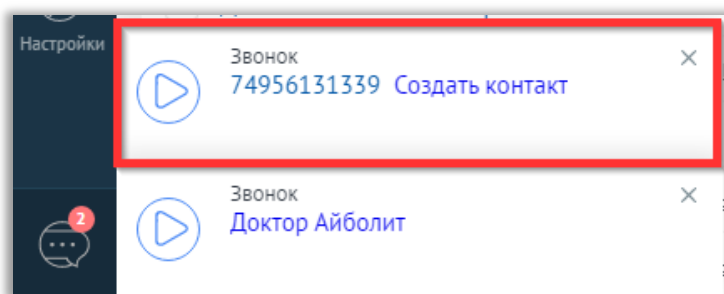 Настройки
Звонок
74956131339 Создать контакт
Звонок
Доктор Айболит
2